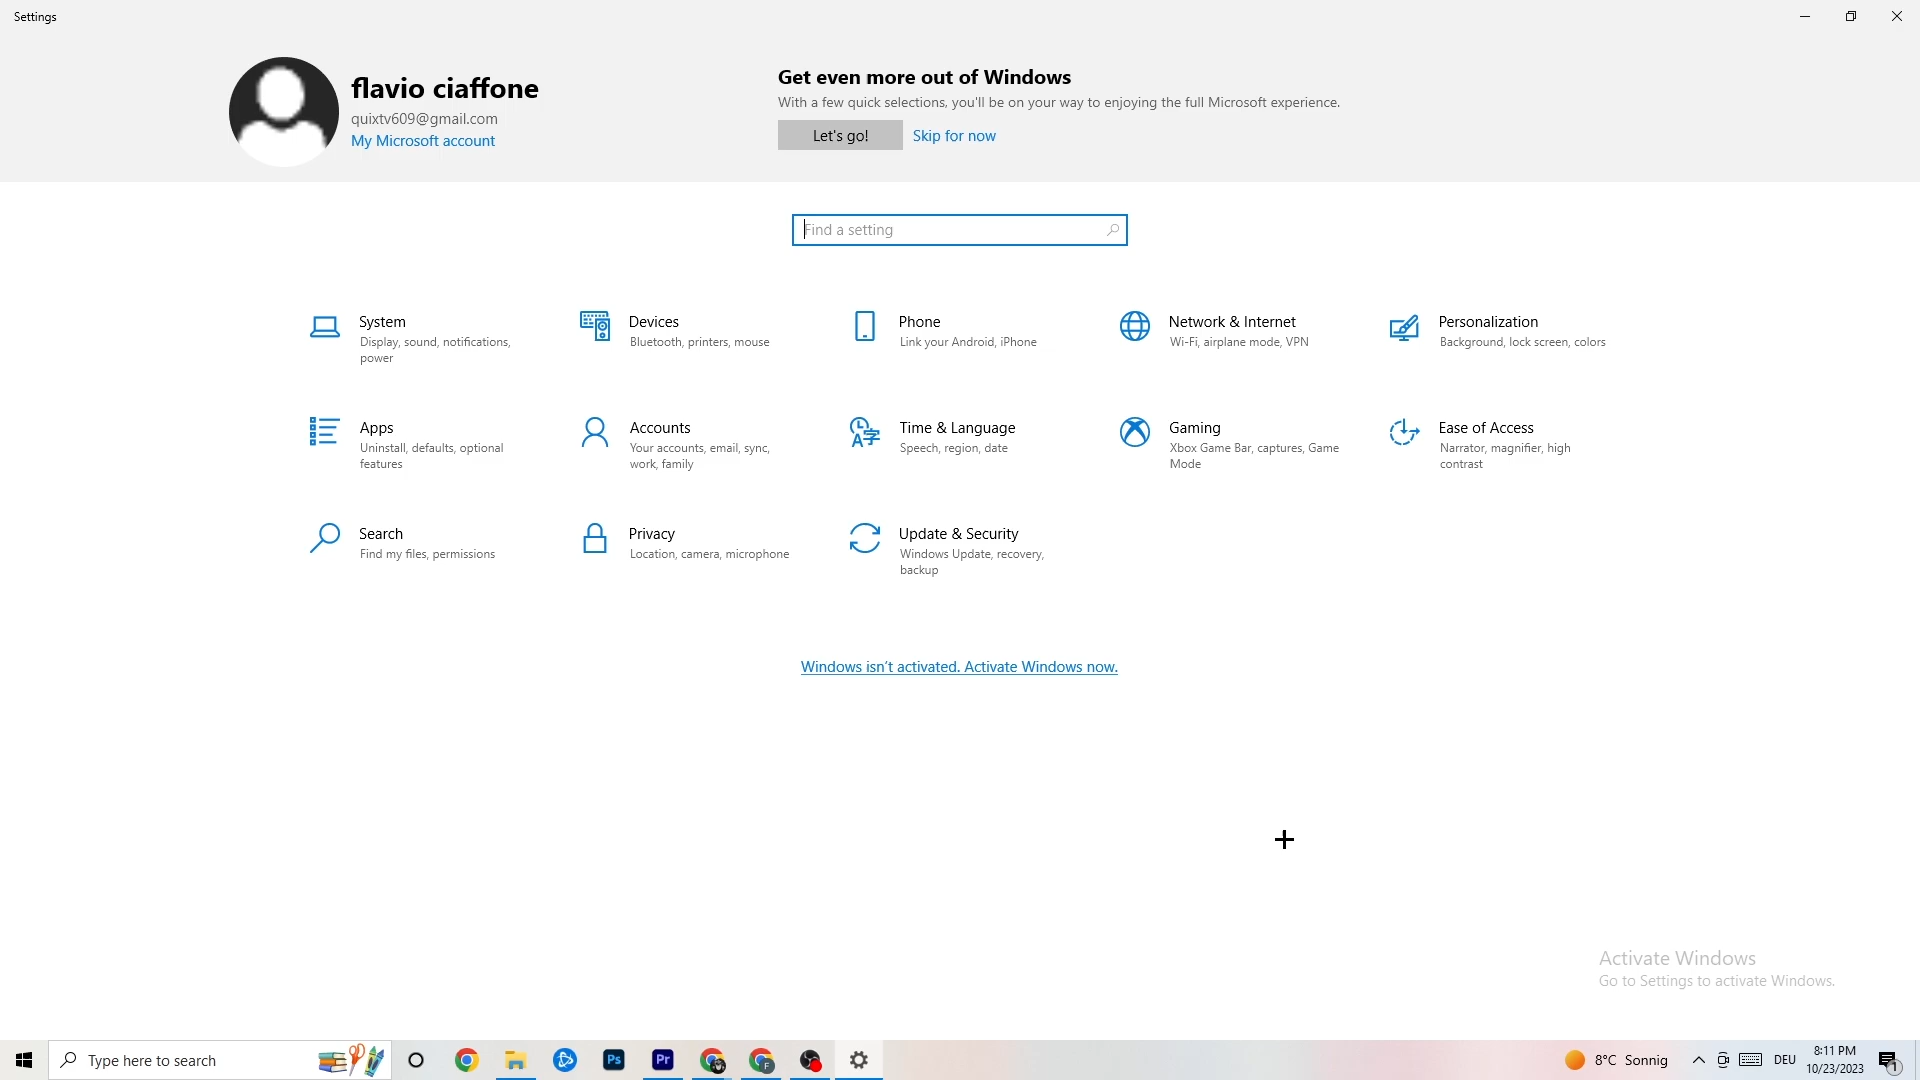 Settings
flavio ciaffone
quixtv609@gmail.com
My Microsoft account
Get even more out of Windows
With a few quick selections, you'll be on your way to enjoying the full Microsoft experience.
Let's go!
Skip for now
Find a setting
System
Display, sound, notifications,
power
Devices
Bluetooth, printers, mouse
Phone
Link your Android, iPhone
Network & Internet
Wi-Fi, airplane mode, VPN
Personalization
Background, lock screen, colors
Apps
Uninstall, defaults, optional
features
Accounts
Your accounts, email, sync,
work, family
Time & Language
Speech, region, date
Gaming
Xbox Game Bar, captures, Game
Mode
Ease of Access
Narrator, magnifier, high
contrast
Search
Find my files, permissions
Privacy
Location, camera, microphone
Update & Security
Windows Update, recovery,
backup
Windows isn't activated. Activate Windows now.
Activate Windows
Go to Settings to activate Windows.
Type here to search
Ps
Pr
F
8°C Sonnig
DEU
8:11 PM
10/23/2023
1